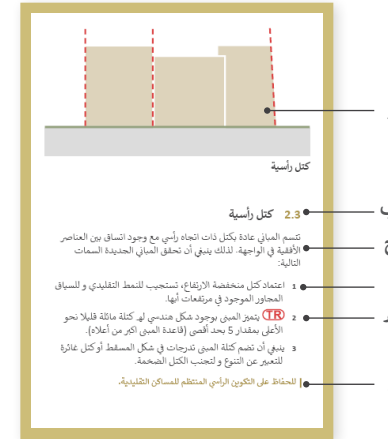 كتل رأسية
2.3 كتل رأسية
تتسم المباني عادة بكتل ذات اتجاه رأسي مع وجود اتساق بين العناصر
الأفقية في الواجهة. لذلك ينبغي أن تحقق المباني الجديدة السمات
التالية:
1 اعتماد كتل منخفضة الارتفاع، تستجيب للنمط التقليدي و للسياق
المجاور الموجود في مرتفعات أبها.
2 TR يتميز المبنى بوجود شكل هندسي له كتلة مائلة قليلا نحو
الأعلى بمقدار 5 بحد أقصى (قاعدة المبنى اكبر من أعلاه).
3 ينبغي أن تضم كتلة المبنى تدرجات في شكل المسقط أو كتل غائرة
للتعبير عن التنوع و لتجنب الكتل الضخمة.
للحفاظ على التكوين الرأسي المنتظم للمساكن التقليدية.